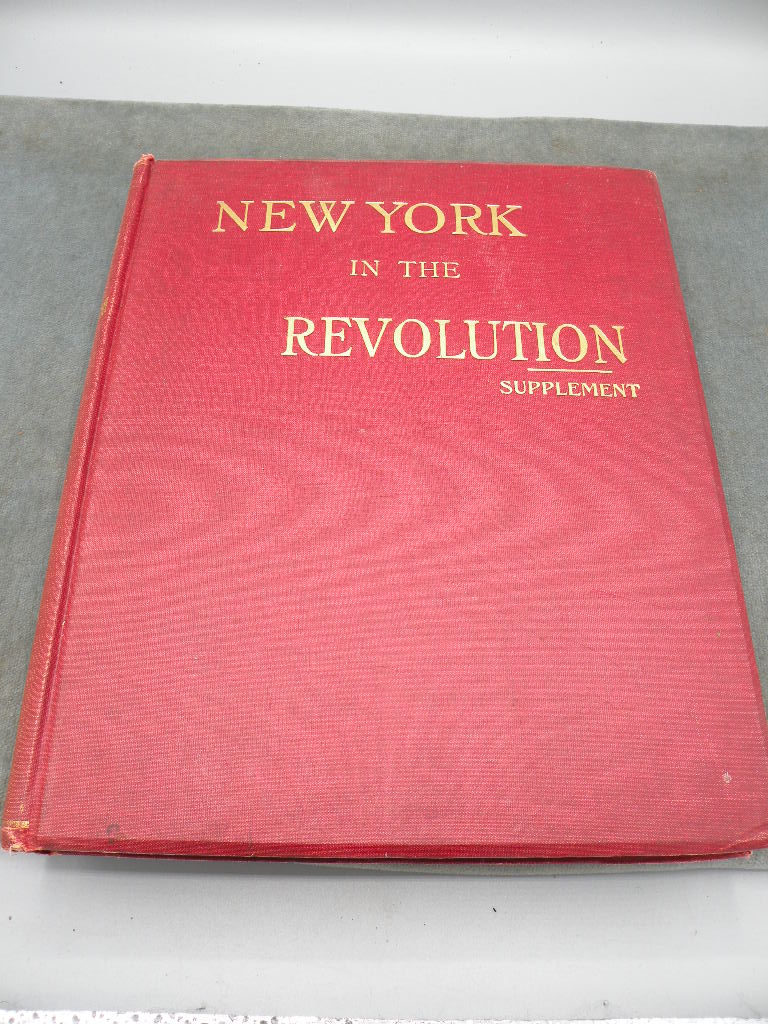 NEW YORK
IN THE
REVOLUTION
SUPPLEMENT